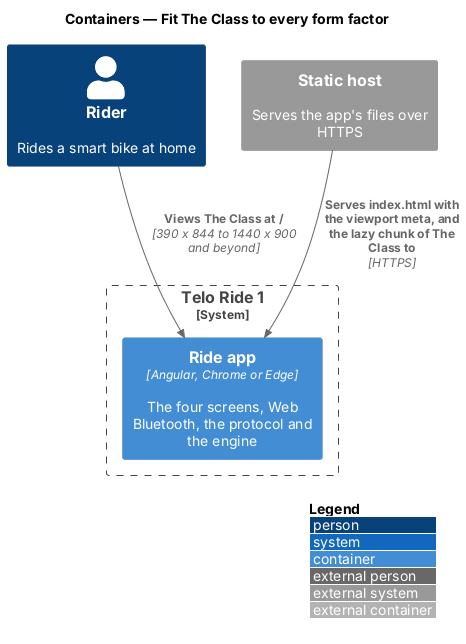 Containers — Fit The Class to every form factor
Rider
Rides a smart bike at home
Static host
Serves the app's files over
HTTPS
Views The Class at /
[390 x 844 to 1440 x 900
and beyond]
Serves index.html with
the viewport meta, and
the lazy chunk of The
Class to
[HTTPS]
Telo Ride 1
[System]
Ride app
[Angular, Chrome or Edge]
The four screens, Web
Bluetooth, the protocol and
the engine
Legend
person
system
container
external person
external system
external container